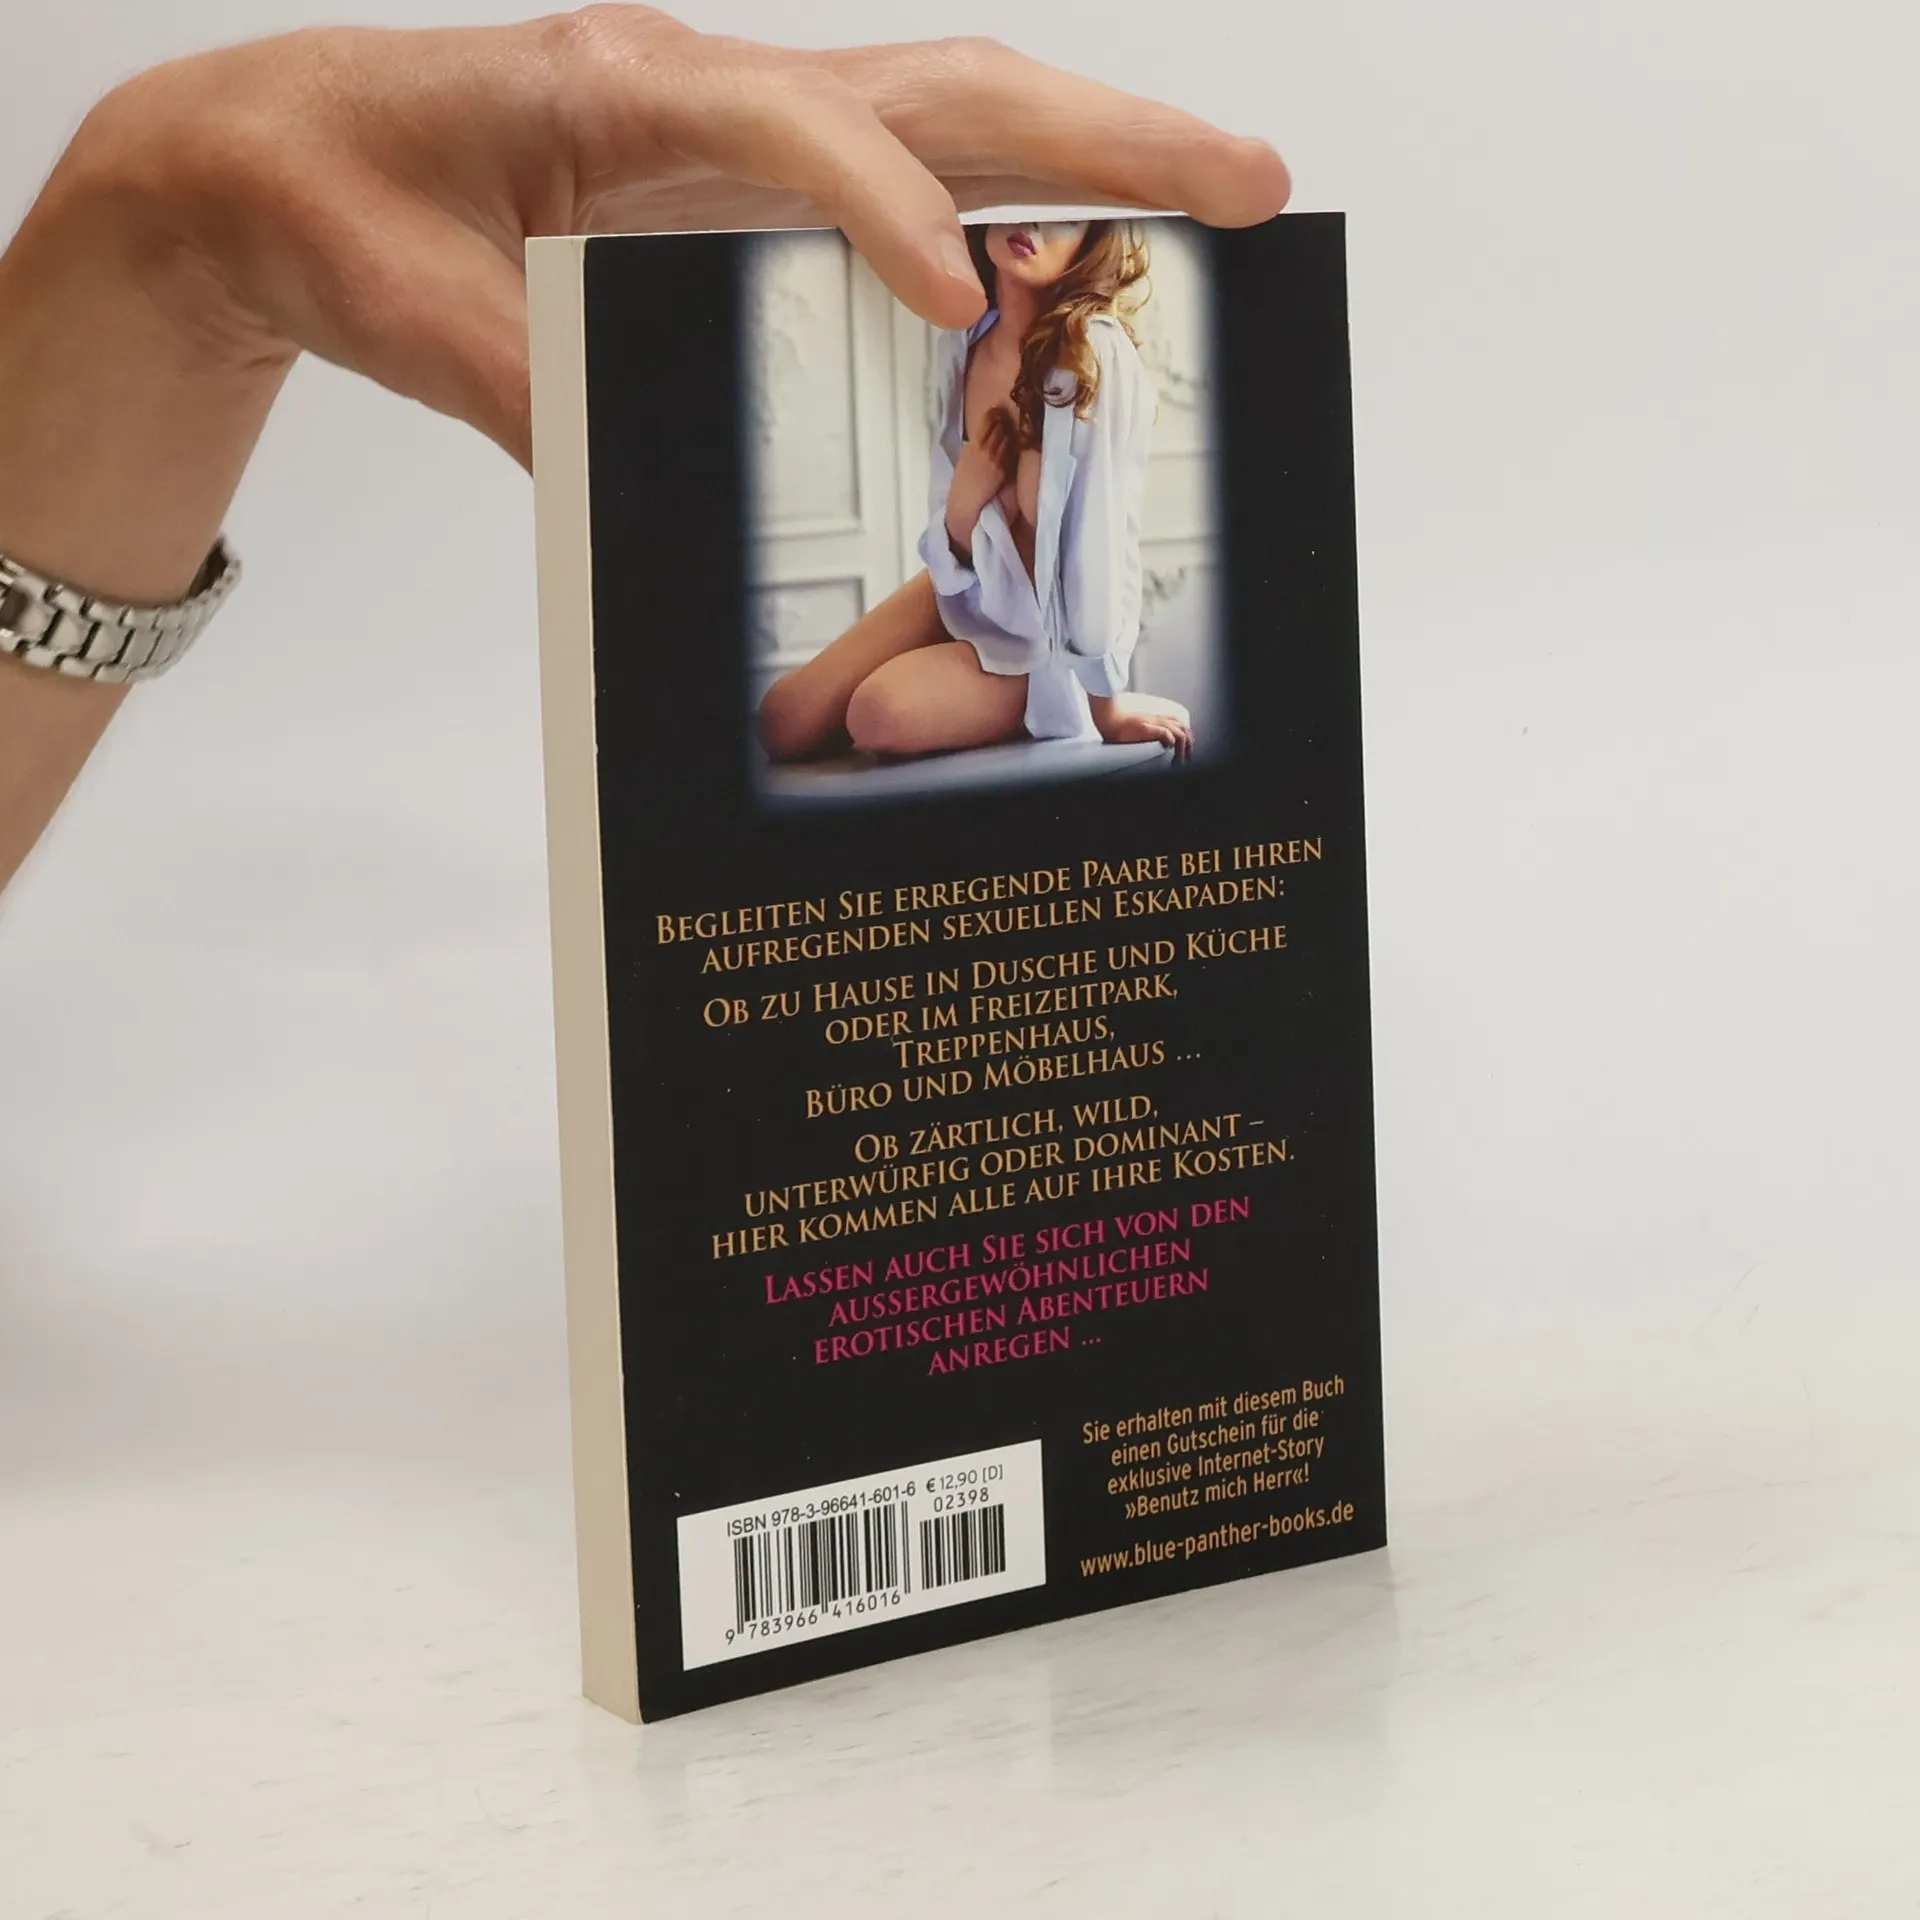 Begleiten Sie erregende Paare bei ihren
aufregenden sexuellen Eskapaden:
Ob zu Hause in Dusche und Küche
oder im Freizeitpark,
Treppenhaus,
Büro und Möbelhaus ...
Ob zärtlich, wild,
unterwürfig oder dominant –
hier kommen alle auf ihre Kosten.
Lassen auch Sie sich von den
aussergewöhnlichen
erotischen Abenteuern
anregen ...
Sie erhalten mit diesem Buch
einen Gutschein für die
exklusive Internet-Story
»Benutz mich Herr«!
www.blue-panther-books.de
ISBN 978-3-96641-601-6 € 12,90 [D]
02398
9 783966 416016